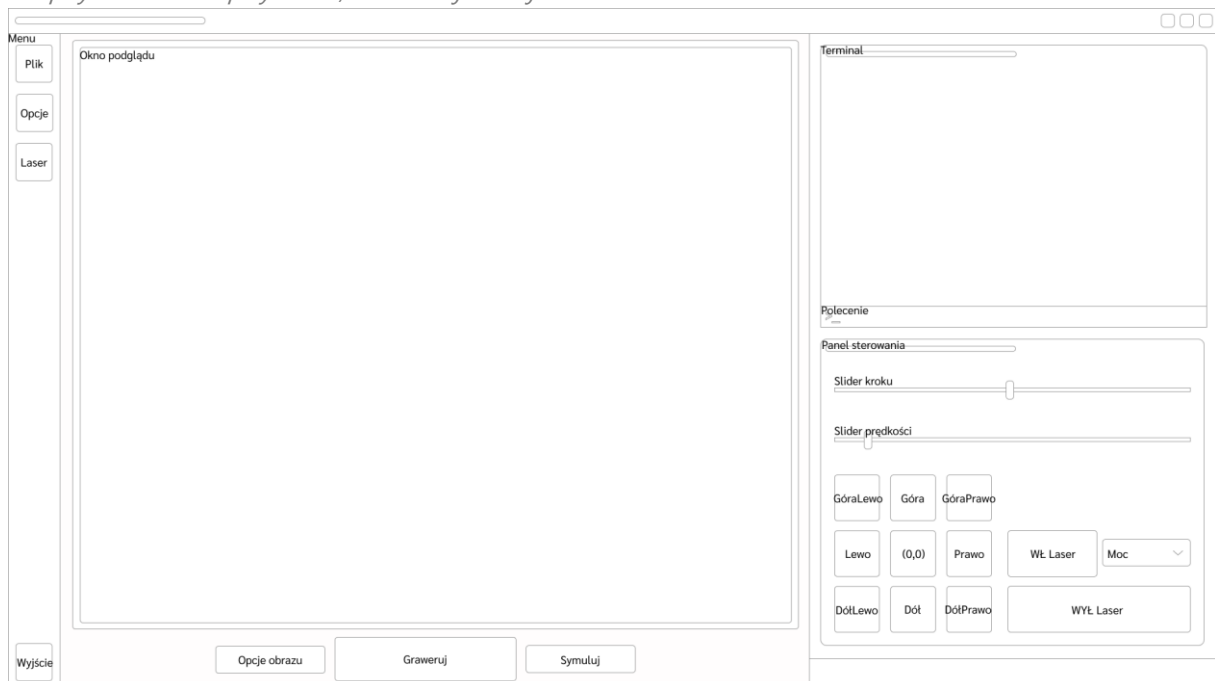 Menu
Plik
Opcje
Laser
Wyjście
Okno podglądu
Opcje obrazu
Graweruj
Symuluj
Terminal
Polecenie
>_
Panel sterowania
Slider kroku
Slider prędkości
GóraLewo Góra GóraPrawo
Lewo (0,0) Prawo WŁ Laser Moc
DółLewo Dół DółPrawo WYŁ Laser